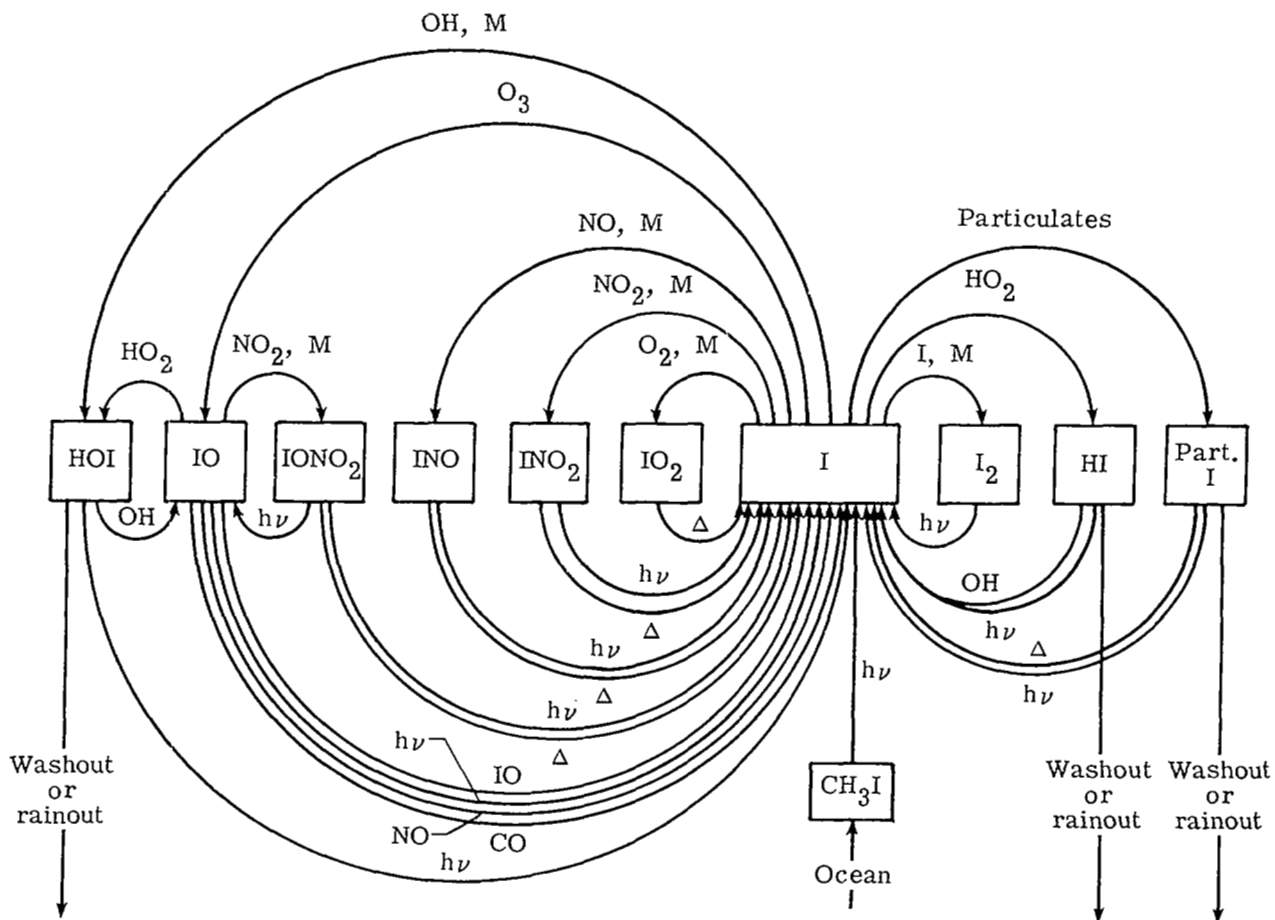 OH, M
O3
NO, M
Particulates
NO2, M
HO2
O2, M
HO2
NO2, M
I, M
HOI
IO
IONO2
INO
INO2
IO2
I
I2
HI
Part.
I
OH
hν
Δ
hν
hν
OH
Δ
hν
hν
Δ
Δ
hν
hν
hν
Δ
hν
IO
NO
CO
hν
CH3I
Ocean
Washout
or
rainout
Washout
or
rainout
Washout
or
rainout